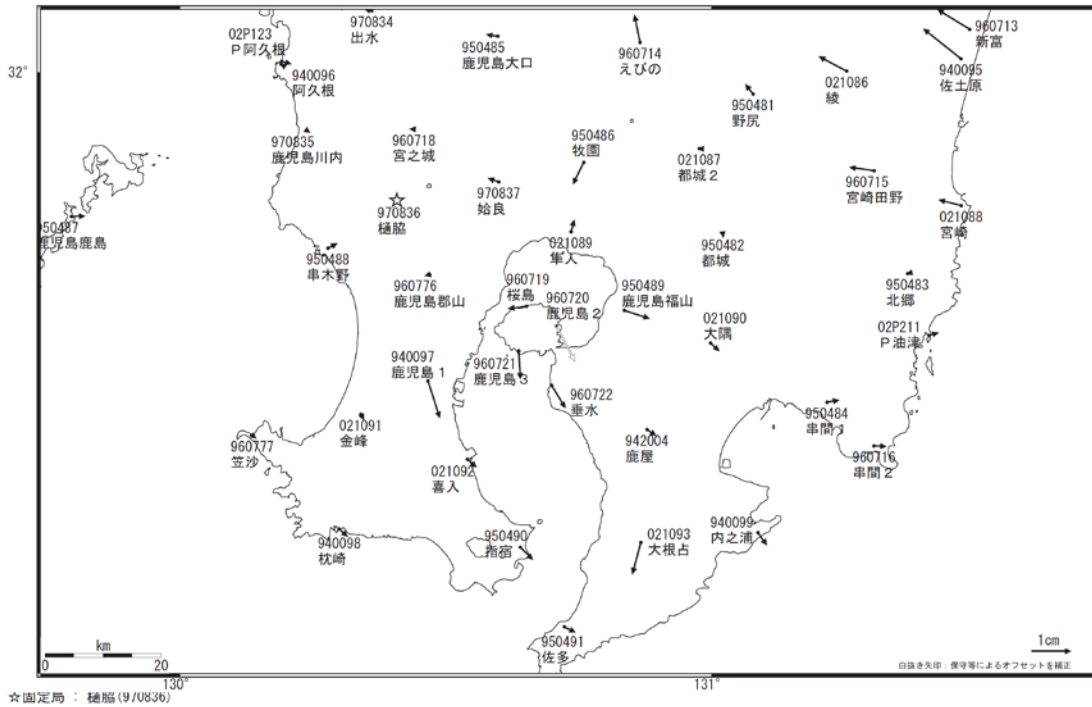 970834
出水
02P123
P阿久根
950485
鹿児島大口
960714
えびの
960713
新富
32°
940096
阿久根
021086
綾
940095
佐土原
950481
野尻
970835
鹿児島川内
960718
宮之城
950486
牧園
021087
都城2
960715
宮崎田野
970837
姶良
970836
樋脇
021088
宮崎
950487
鹿児島鹿島
950488
串木野
021089
隼人
950482
都城
960776
鹿児島郡山
960719
桜島
960720
鹿児島2
950489
鹿児島福山
950483
北郷
021090
大隅
02P211
P油津
940097
鹿児島1
960721
鹿児島3
960722
垂水
950484
串間1
021091
金峰
960777
笠沙
942004
鹿屋
960716
串間2
021092
喜入
940098
枕崎
950490
指宿
021093
大根占
940099
内之浦
950491
佐多
km
0 20
1cm
白抜き矢印:保守等によるオフセットを補正
130°
131°
☆固定局 : 樋脇(970836)